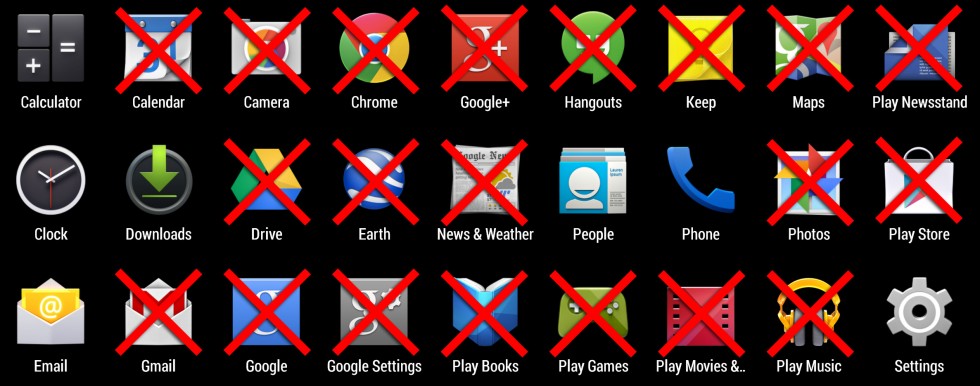 Calculator Calendar Camera Chrome Google+ Hangouts Keep Maps Play Newsstand
Clock Downloads Drive Earth News & Weather People Phone Photos Play Store
Email Gmail Google Google Settings Play Books Play Games Play Movies &.. Play Music Settings